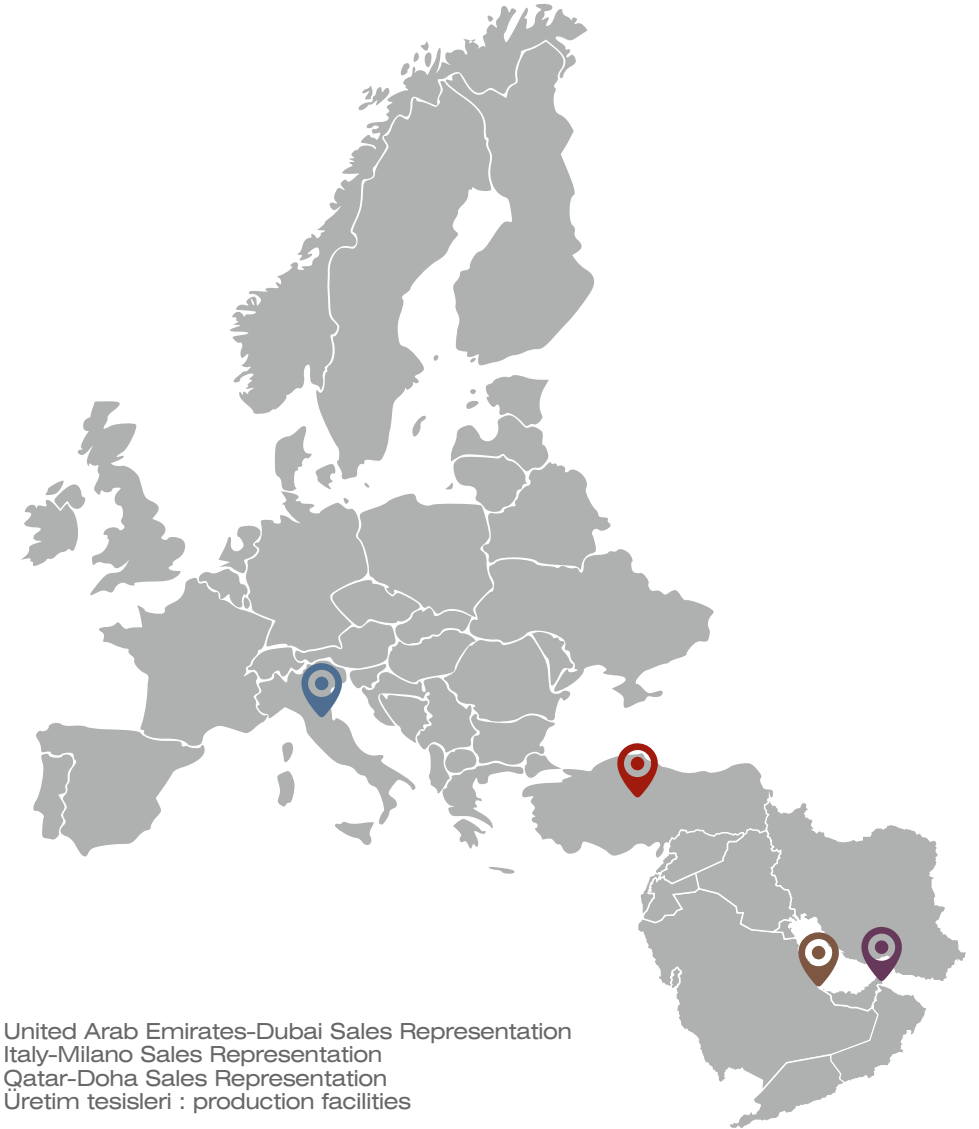 United Arab Emirates-Dubai Sales Representation
Italy-Milano Sales Representation
Qatar-Doha Sales Representation
Üretim tesisleri : production facilities